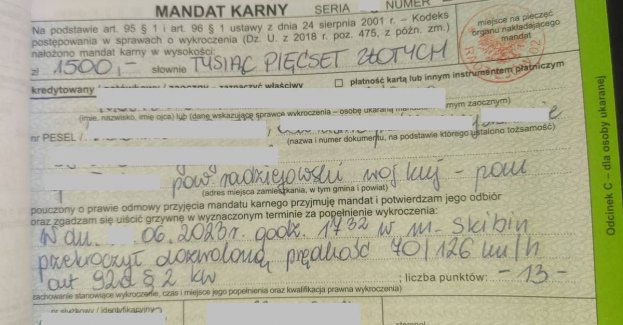 MANDAT KARNY SERIA NUMER
Na podstawie art. 95 § 1 i art. 96 § 1 ustawy z dnia 24 sierpnia 2001 r. – Kodeks
postępowania w sprawach o wykroczenia (Dz. U. z 2018 r. poz. 475, z późn. zm.)
nałożono mandat karny w wysokości:
miejsce na pieczęć
organu nakładającego
mandat
zł 1500,- słownie TYSIĄC PIĘĆSET ZŁOTYCH
kredytowany właściwy płatność kartą lub innym instrumentem płatniczym
(imię, nazwisko, imię ojca) lub (dane wskazujące sprawcę wykroczenia – osobę ukaraną rnym zaocznym)
nr PESEL /
(nazwa i numer dokumentu, na podstawie którego ustalono tożsamość)
pow. radziejowski woj kuj - pom
(adres miejsca zamieszkania, w tym gmina i powiat)
pouczony o prawie odmowy przyjęcia mandatu karnego przyjmuję mandat i potwierdzam jego odbiór
oraz zgadzam się uiścić grzywnę w wyznaczonym terminie za popełnienie wykroczenia:
W dn. 06.2023r. godz. 17 32 w m. Skibin
przekroczył dozwoloną prędkość 70/126 km/h
art 92a § 2 kw ; liczba punktów: - 13 -
(zachowanie stanowiące wykroczenie, czas i miejsce jego popełnienia oraz kwalifikacja prawna wykroczenia)
nr służbowy / identyfikacyjny
Odcinek C – dla osoby ukaranej